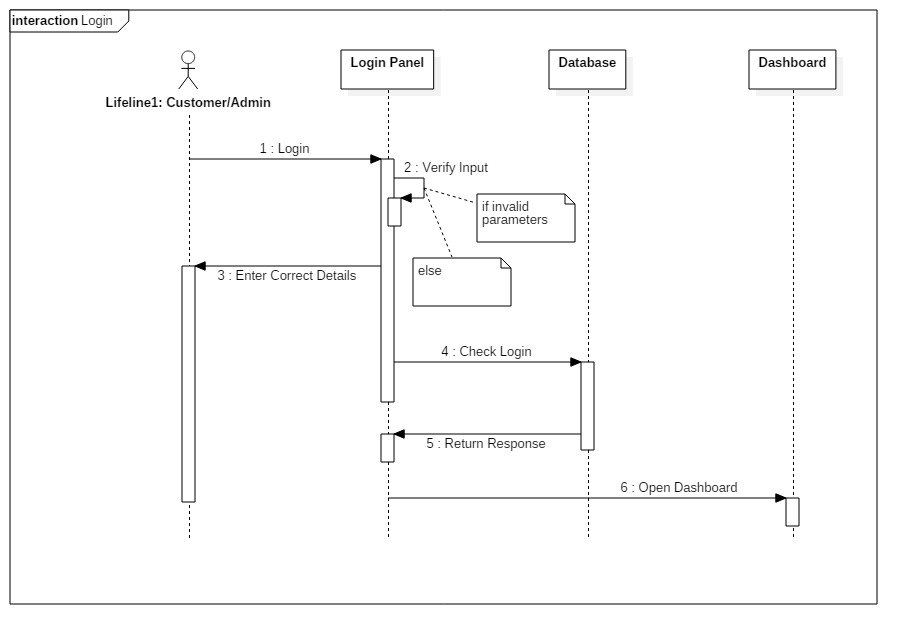 interaction Login
Login Panel
Database
Dashboard
Lifeline1: Customer/Admin
1 : Login
2 : Verify Input
if invalid
parameters
else
3 : Enter Correct Details
4 : Check Login
5 : Return Response
6 : Open Dashboard